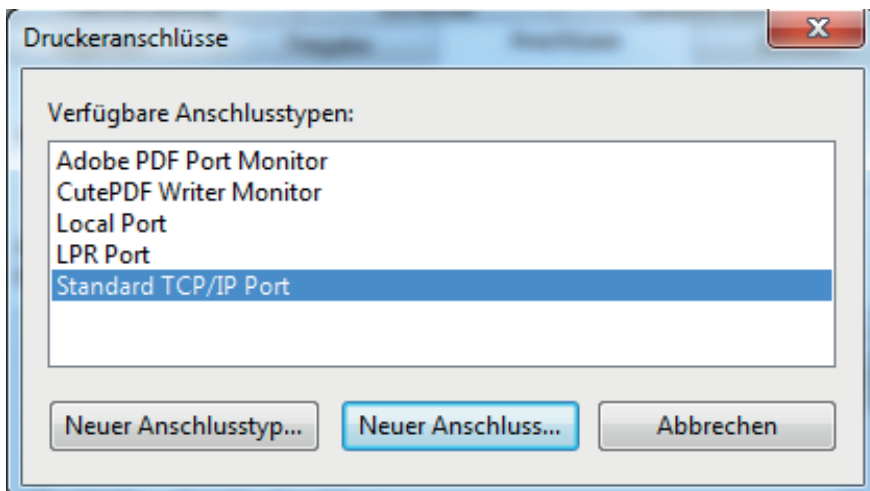 Druckeranschlüsse
Verfügbare Anschlusstypen:
Adobe PDF Port Monitor
CutePDF Writer Monitor
Local Port
LPR Port
Standard TCP/IP Port
Neuer Anschlusstyp... Neuer Anschluss... Abbrechen